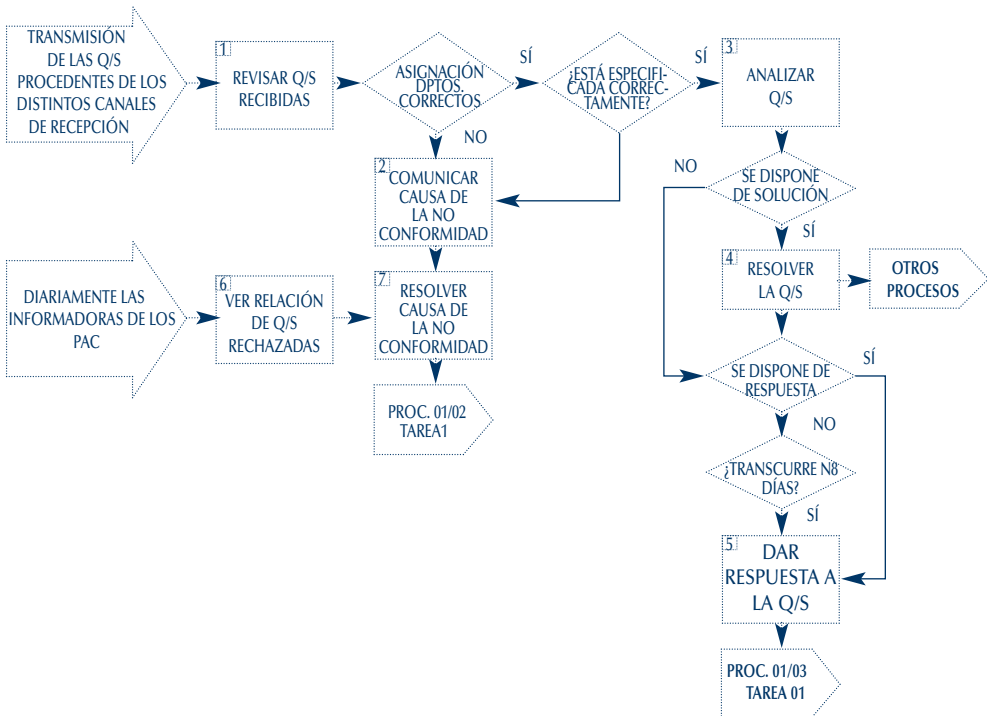 TRANSMISIÓN
DE LAS Q/S
PROCEDENTES DE LOS
DISTINTOS CANALES
DE RECEPCIÓN
1
REVISAR Q/S
RECIBIDAS
ASIGNACIÓN
DPTOS.
CORRECTOS
SÍ
NO
¿ESTÁ ESPECIFI-
CADA CORREC-
TAMENTE?
SÍ
3
ANALIZAR
Q/S
2
COMUNICAR
CAUSA DE
LA NO
CONFORMIDAD
SE DISPONE
DE SOLUCIÓN
NO
SÍ
4
RESOLVER
LA Q/S
OTROS
PROCESOS
DIARIAMENTE LAS
INFORMADORAS DE LOS
PAC
6
VER RELACIÓN
DE Q/S
RECHAZADAS
7
RESOLVER
CAUSA DE
LA NO
CONFORMIDAD
PROC. 01/02
TAREA1
SE DISPONE DE
RESPUESTA
SÍ
NO
¿TRANSCURRE N8
DÍAS?
SÍ
5
DAR
RESPUESTA A
LA Q/S
PROC. 01/03
TAREA 01